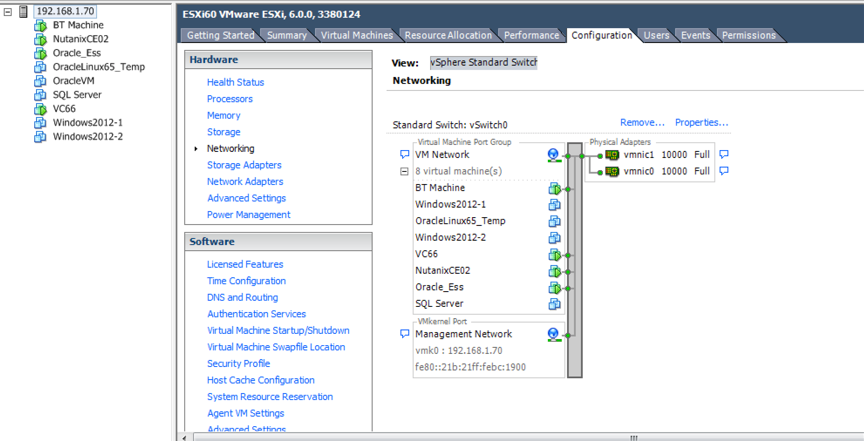 192.168.1.70
BT Machine
NutanixCE02
Oracle_Ess
OracleLinux65_Temp
OracleVM
SQL Server
VC66
Windows2012-1
Windows2012-2
ESXi60 VMware ESXi, 6.0.0, 3380124
Getting Started Summary Virtual Machines Resource Allocation Performance Configuration Users Events Permissions
Hardware
Health Status
Processors
Memory
Storage
Networking
Storage Adapters
Network Adapters
Advanced Settings
Power Management
Software
Licensed Features
Time Configuration
DNS and Routing
Authentication Services
Virtual Machine Startup/Shutdown
Virtual Machine Swapfile Location
Security Profile
Host Cache Configuration
System Resource Reservation
Agent VM Settings
Advanced Settings
View: vSphere Standard Switch
Networking
Standard Switch: vSwitch0 Remove... Properties...
Virtual Machine Port Group
VM Network
8 virtual machine(s)
BT Machine
Windows2012-1
OracleLinux65_Temp
Windows2012-2
VC66
NutanixCE02
Oracle_Ess
SQL Server
VMkernel Port
Management Network
vmk0 : 192.168.1.70
fe80::21b:21ff:febc:1900
Physical Adapters
vmnic1 10000 Full
vmnic0 10000 Full